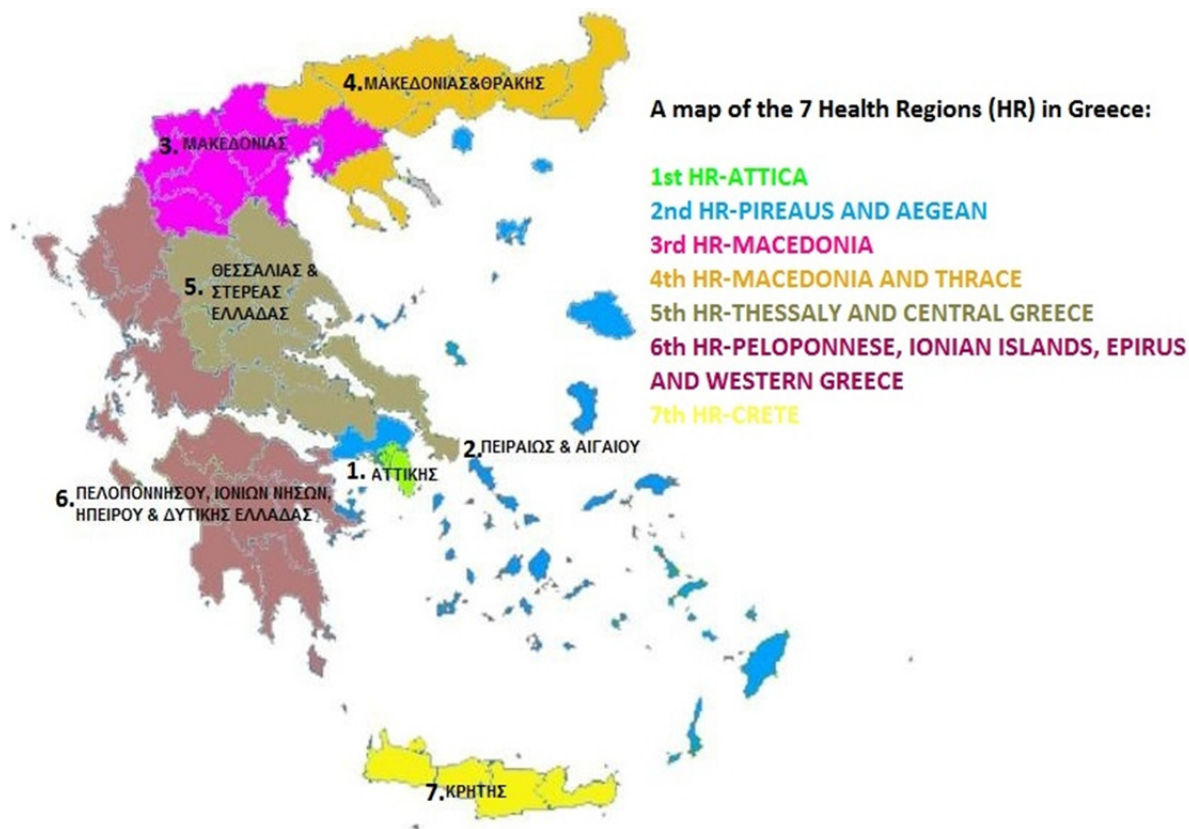 4. ΜΑΚΕΔΟΝΙΑΣ&ΘΡΑΚΗΣ
3. ΜΑΚΕΔΟΝΙΑΣ
5. ΘΕΣΣΑΛΙΑΣ &
ΣΤΕΡΕΑΣ
ΕΛΛΑΔΑΣ
2. ΠΕΙΡΑΙΩΣ & ΑΙΓΑΙΟΥ
1. ΑΤΤΙΚΗΣ
6. ΠΕΛΟΠΟΝΝΗΣΟΥ, ΙΟΝΙΩΝ ΝΗΣΩΝ,
ΗΠΕΙΡΟΥ & ΔΥΤΙΚΗΣ ΕΛΛΑΔΑΣ
7. ΚΡΗΤΗΣ
A map of the 7 Health Regions (HR) in Greece:
1st HR-ATTICA
2nd HR-PIREAUS AND AEGEAN
3rd HR-MACEDONIA
4th HR-MACEDONIA AND THRACE
5th HR-THESSALY AND CENTRAL GREECE
6th HR-PELOPONNESE, IONIAN ISLANDS, EPIRUS
AND WESTERN GREECE
7th HR-CRETE